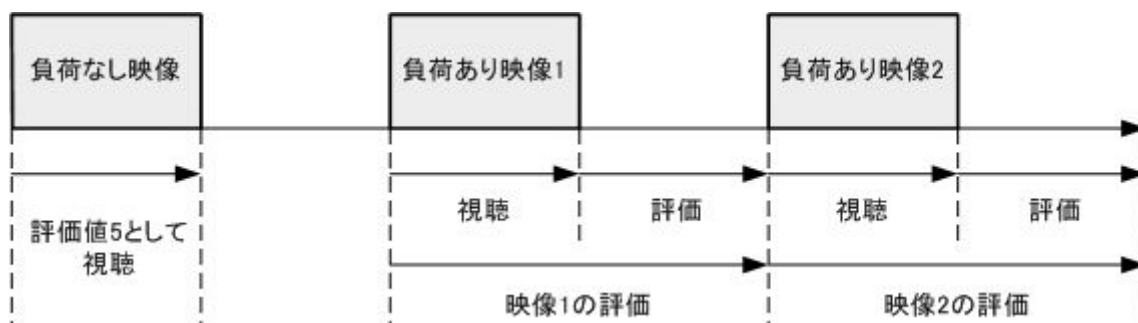 負荷なし映像
負荷あり映像1
負荷あり映像2
評価値5として
視聴
視聴
評価
視聴
評価
映像1の評価
映像2の評価